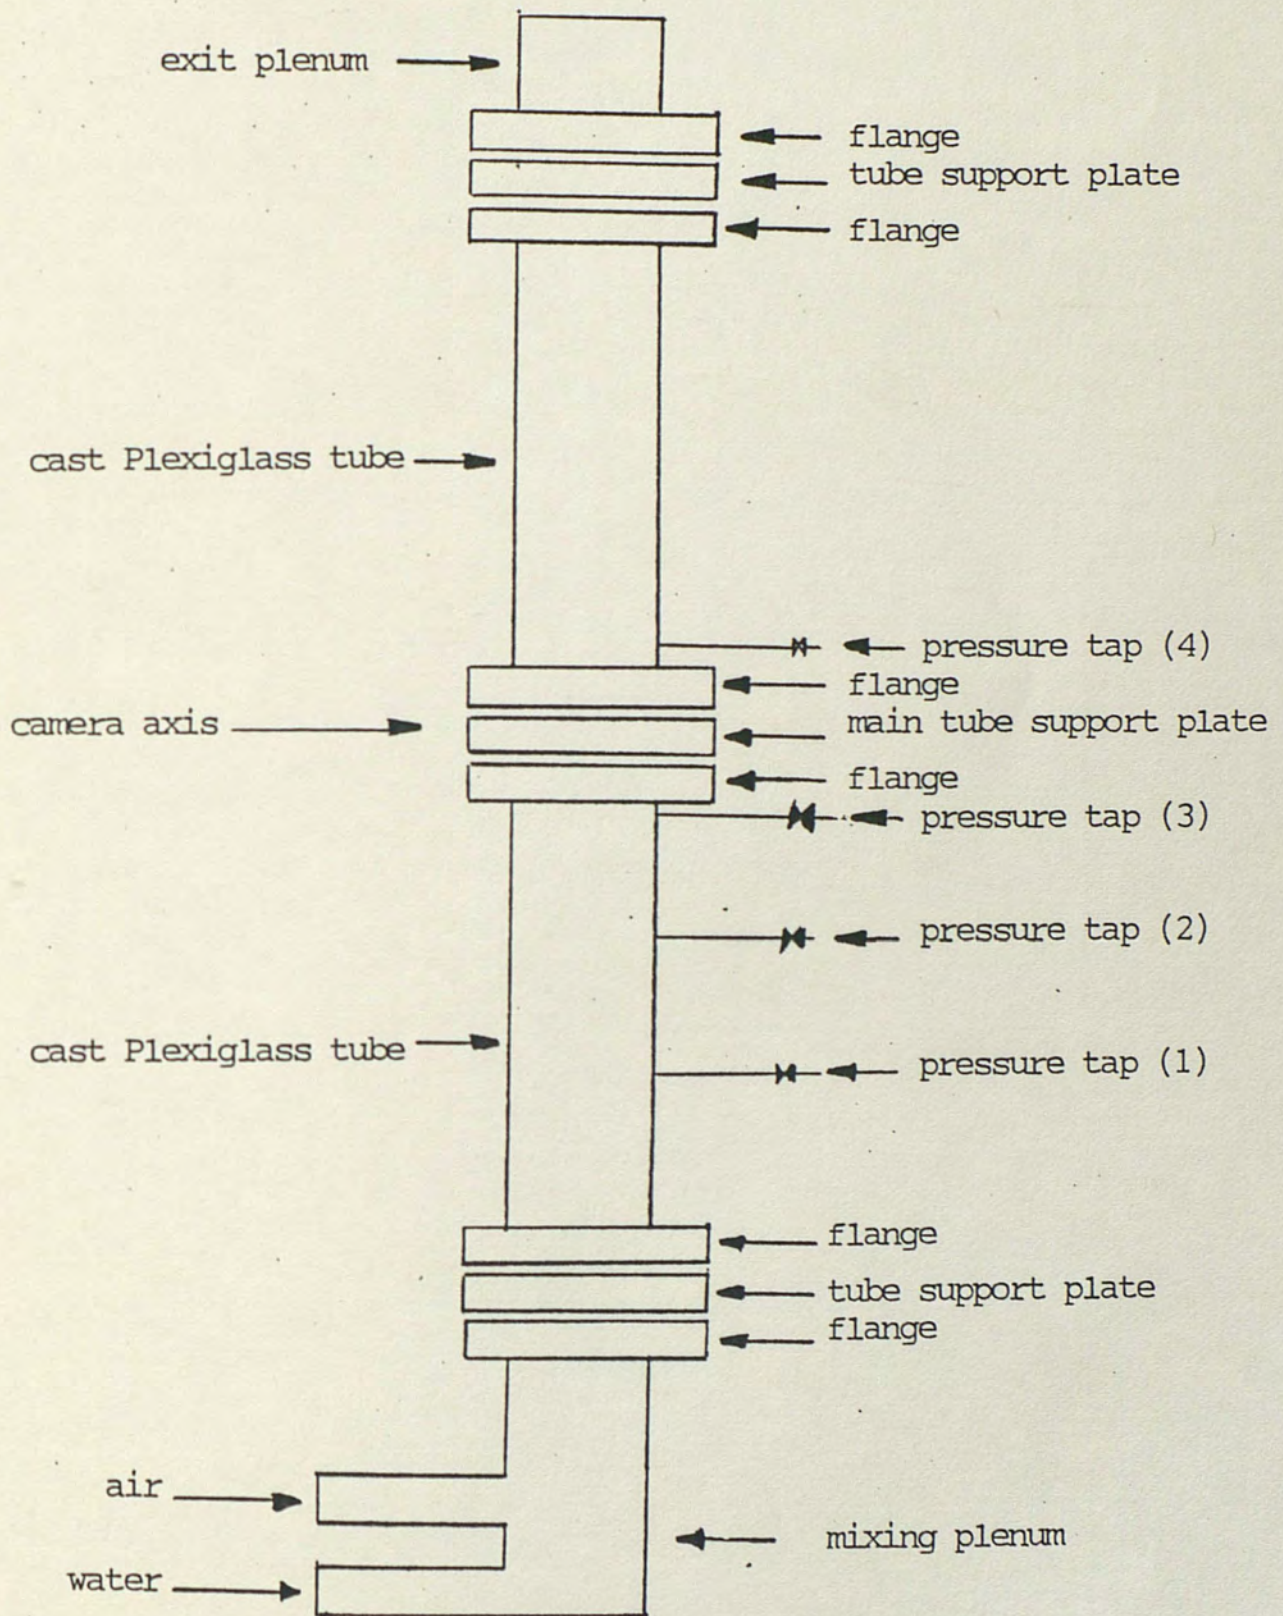 exit plenum
flange
tube support plate
flange
cast Plexiglass tube
pressure tap (4)
flange
camera axis
main tube support plate
flange
pressure tap (3)
pressure tap (2)
cast Plexiglass tube
pressure tap (1)
flange
tube support plate
flange
air
mixing plenum
water